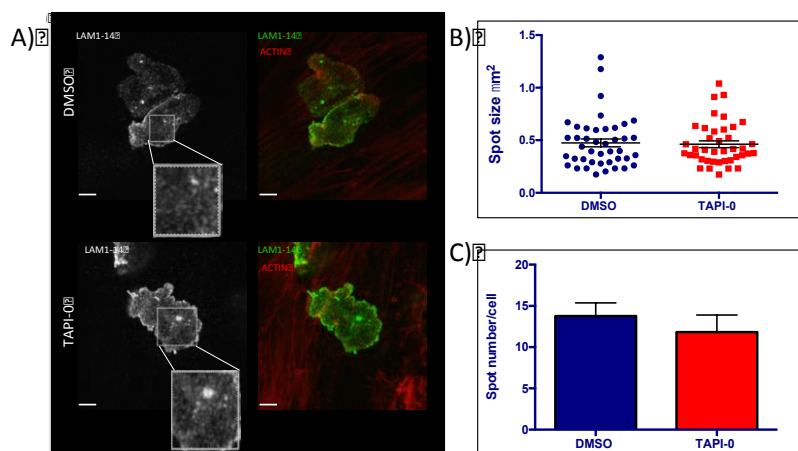 A)
LAM1-14
DMSO
LAM1-14
ACTIN
LAM1-14
TAPI-0
LAM1-14
ACTIN
B)
Spot size mm²
1.5
1.0
0.5
0.0
DMSO
TAPI-0
C)
Spot number/cell
20
15
10
5
0
DMSO
TAPI-0